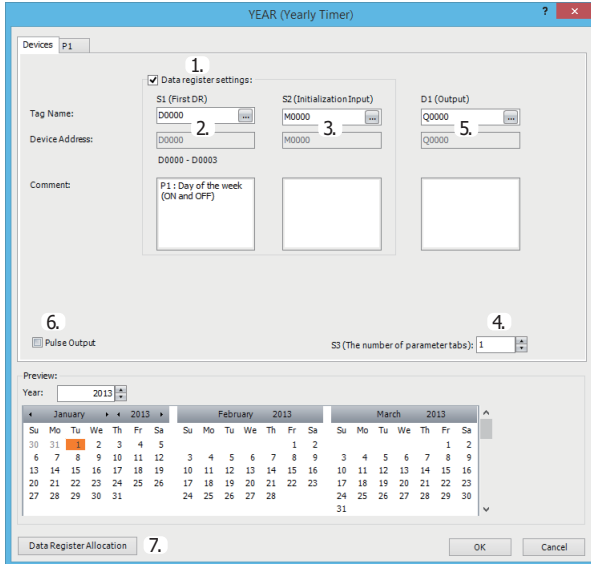 YEAR (Yearly Timer)
? ×
Devices P1
1.
Data register settings:
S1 (First DR) S2 (Initialization Input) D1 (Output)
Tag Name: D0000 ... M0000 ... Q0000 ...
2. 3. 5.
Device Address: D0000 M0000 Q0000
D0000 - D0003
Comment: P1 : Day of the week
(ON and OFF)
6. 4.
Pulse Output S3 (The number of parameter tabs): 1
Preview:
Year: 2013
January 2013 February 2013 March 2013
Su Mo Tu We Th Fr Sa Su Mo Tu We Th Fr Sa Su Mo Tu We Th Fr Sa
30 31 1 2 3 4 5 1 2 1 2
6 7 8 9 10 11 12 3 4 5 6 7 8 9 3 4 5 6 7 8 9
13 14 15 16 17 18 19 10 11 12 13 14 15 16 10 11 12 13 14 15 16
20 21 22 23 24 25 26 17 18 19 20 21 22 23 17 18 19 20 21 22 23
27 28 29 30 31 24 25 26 27 28 24 25 26 27 28 29 30
31
Data Register Allocation 7. OK Cancel